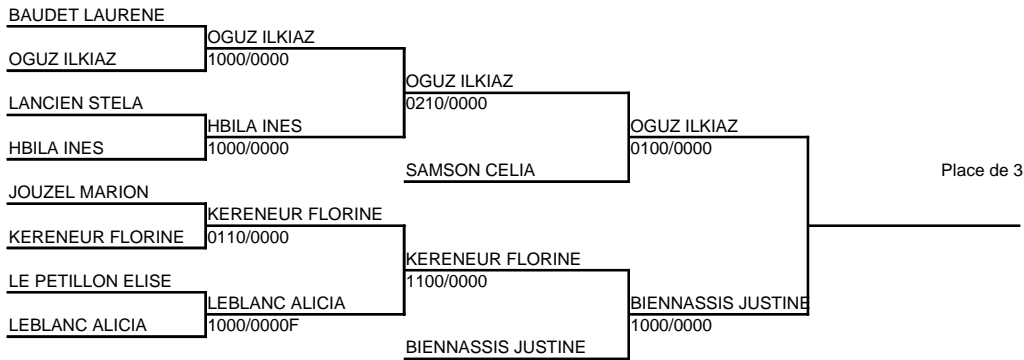 BAUDET LAURENE
OGUZ ILKIAZ
OGUZ ILKIAZ
1000/0000
OGUZ ILKIAZ
0210/0000
LANCIEN STELA
HBILA INES
HBILA INES
1000/0000
OGUZ ILKIAZ
0100/0000
SAMSON CELIA
Place de 3
JOUZEL MARION
KERENEUR FLORINE
KERENEUR FLORINE
0110/0000
KERENEUR FLORINE
1100/0000
LE PETILLON ELISE
LEBLANC ALICIA
LEBLANC ALICIA
1000/0000F
BIENNASSIS JUSTINE
1000/0000
BIENNASSIS JUSTINE